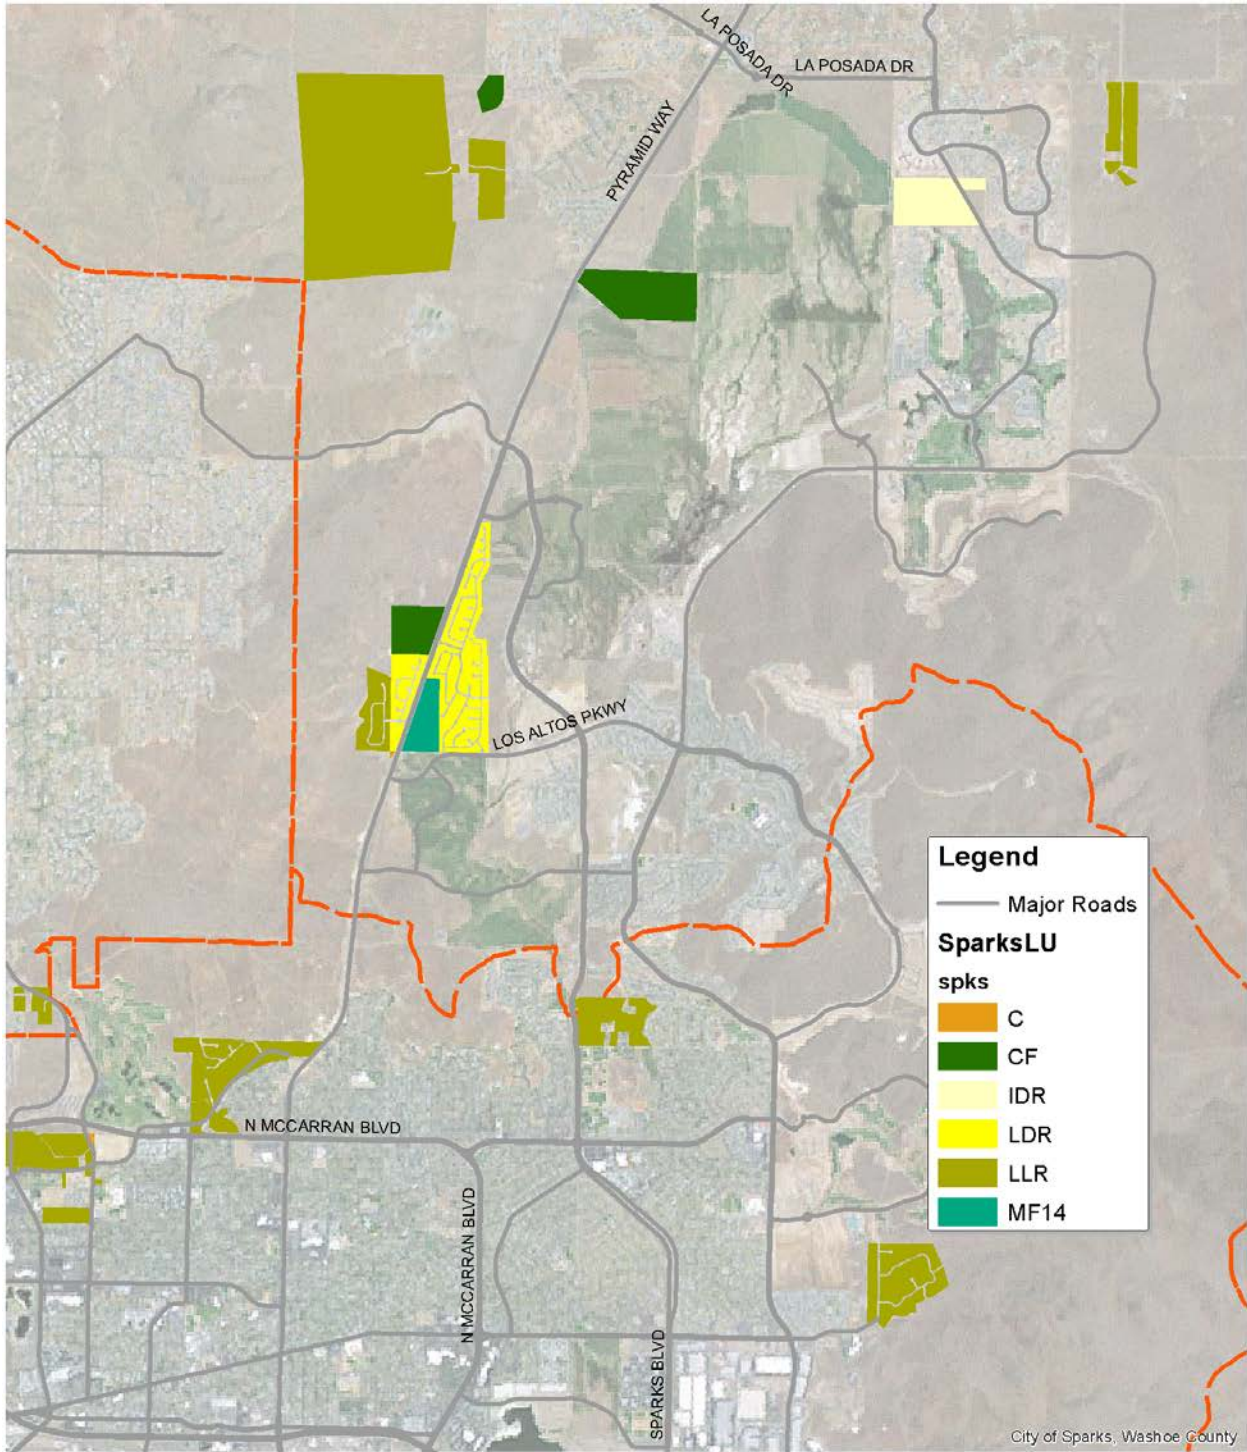 LA POSADA DR
LA POSADA DR
PYRAMID WAY
LOS ALTOS PKWY
Legend
Major Roads
SparksLU
spks
C
CF
IDR
LDR
LLR
MF14
N MCCARRAN BLVD
N MCCARRAN BLVD
SPARKS BLVD
City of Sparks, Washoe County